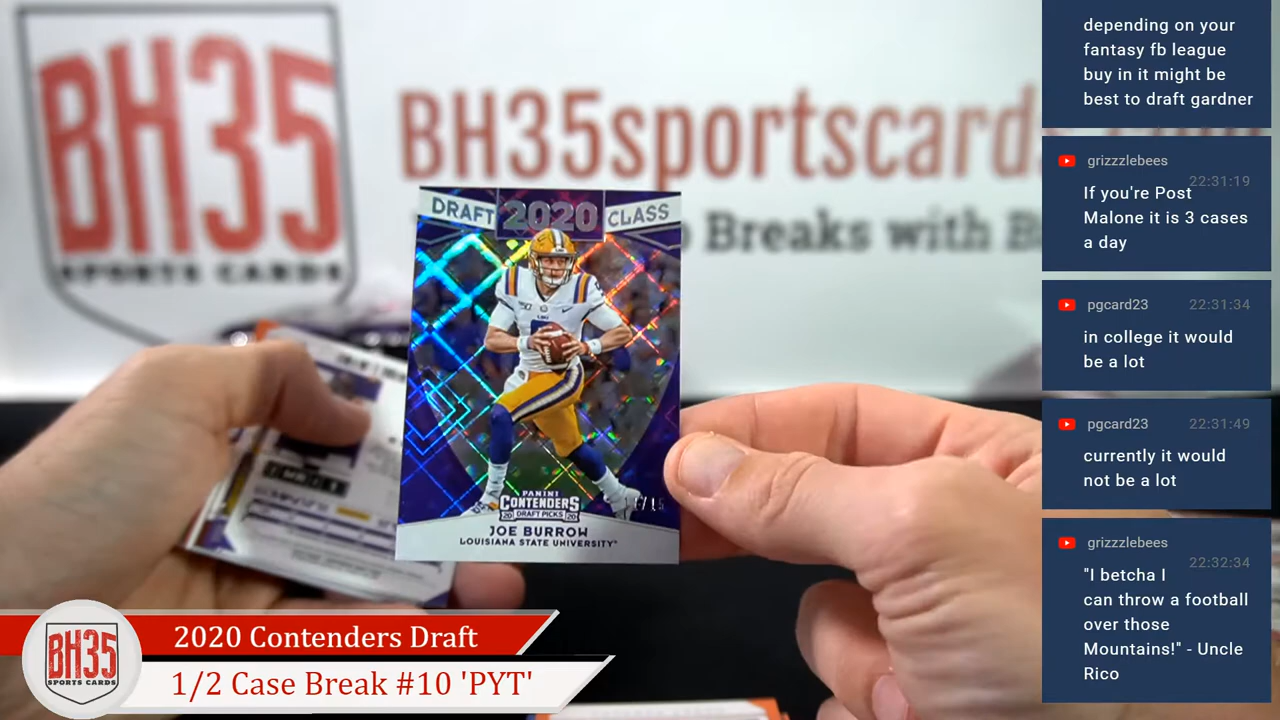 BH35
SPORTS CARDS
BH35sportscards
Breaks with
DRAFT 2020 CLASS
PANINI
CONTENDERS
20 DRAFT PICKS 20
JOE BURROW
LOUISIANA STATE UNIVERSITY
2020 Contenders Draft
1/2 Case Break #10 'PYT'
BH35
SPORTS CARDS
depending on your
fantasy fb league
buy in it might be
best to draft gardner
grizzzlebees
22:31:19
If you're Post
Malone it is 3 cases
a day
pgcard23 22:31:34
in college it would
be a lot
pgcard23 22:31:49
currently it would
not be a lot
grizzzlebees
22:32:34
"I betcha I
can throw a football
over those
Mountains!" - Uncle
Rico